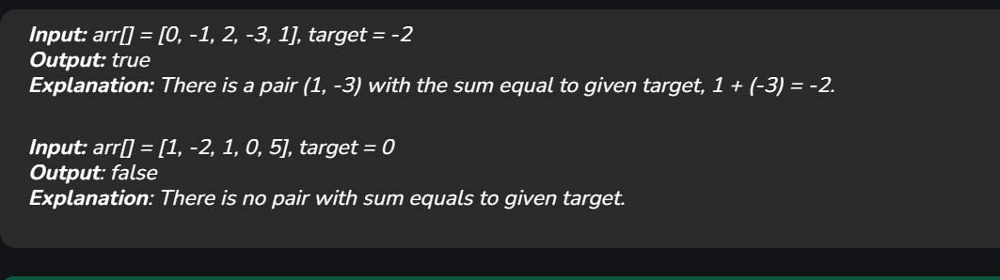 Input: arr[] = [0, -1, 2, -3, 1], target = -2
Output: true
Explanation: There is a pair (1, -3) with the sum equal to given target, 1 + (-3) = -2.
Input: arr[] = [1, -2, 1, 0, 5], target = 0
Output: false
Explanation: There is no pair with sum equals to given target.